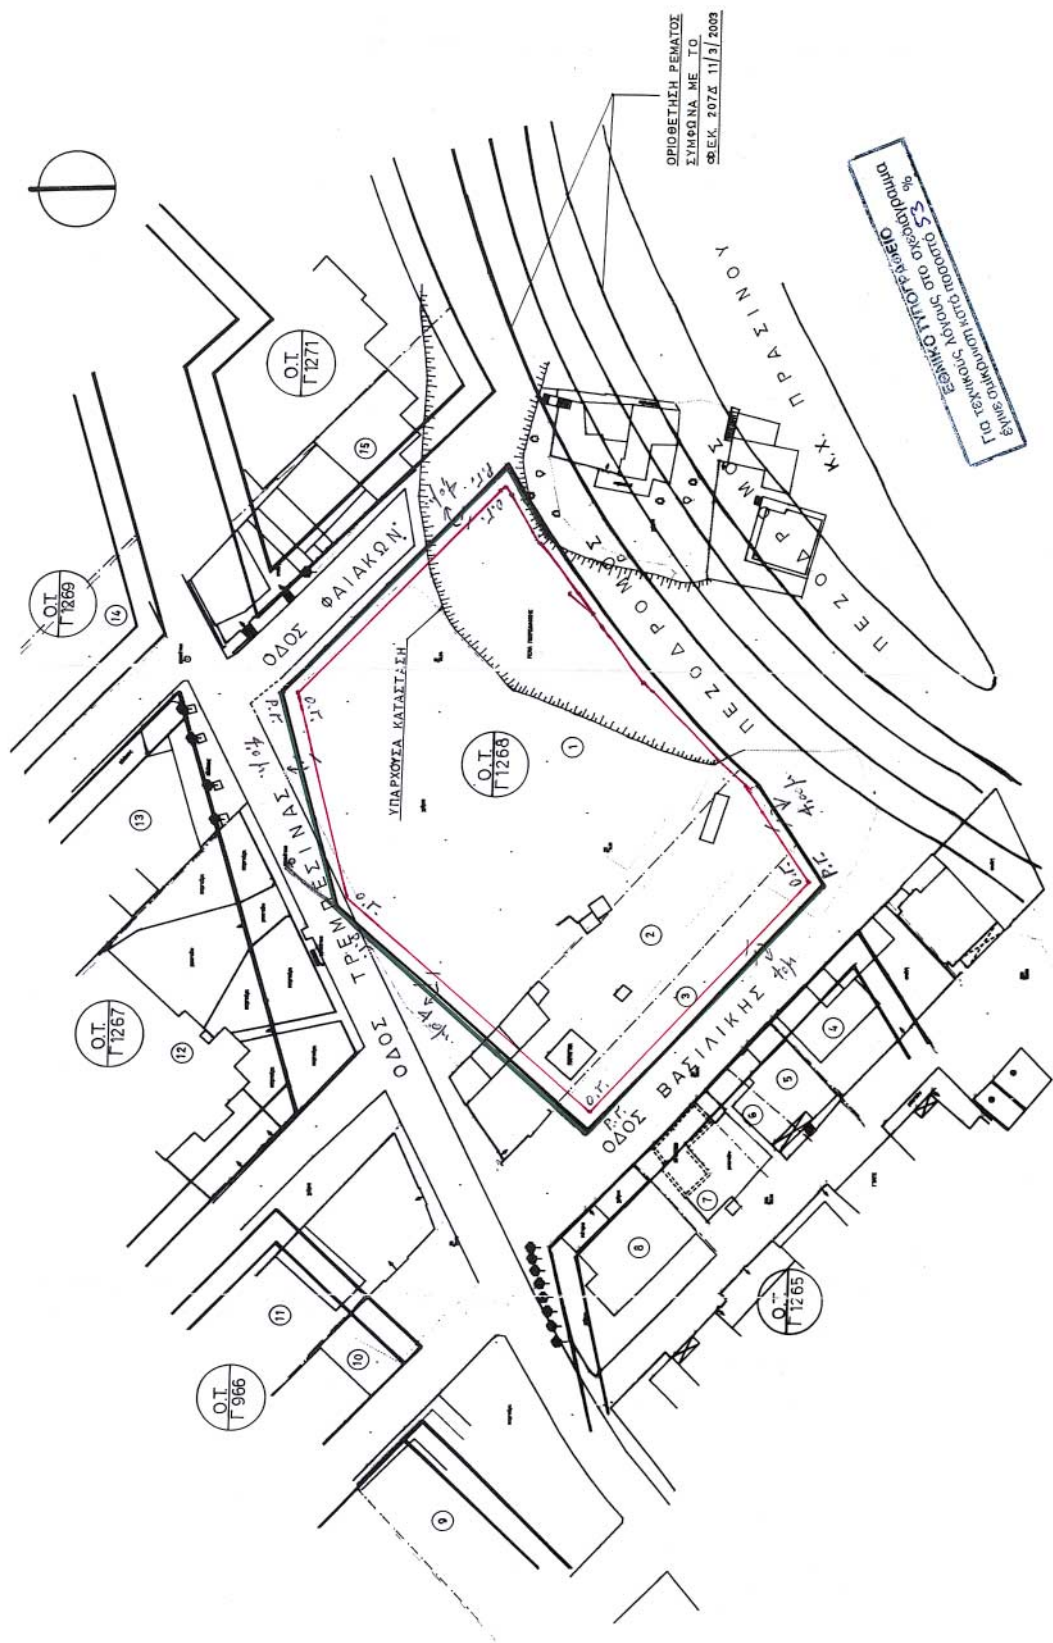 ΟΡΙΟΘΕΤΗΣΗ ΡΕΜΑΤΟΣ
ΣΥΜΦΩΝΑ ΜΕ ΤΟ
ΦΕΚ. 207Δ 11/3/2003
ΕΘΝΙΚΟ ΤΥΠΟΓΡΑΦΕΙΟ
Για τεχνικούς λόγους στο σχεδιάγραμμα
έγινε σμίκρυνση κατά ποσοστό 53 %
Ο.Τ.
Γ1271
Ο.Τ.
Γ1269
Ο.Τ.
Γ1268
Ο.Τ.
Γ1267
Ο.Τ.
Γ966
Ο.Τ.
Γ1265
ΟΔΟΣ ΦΑΙΑΚΩΝ
ΟΔΟΣ ΤΡΕΜΠΕΣΙΝΑΣ
ΟΔΟΣ ΒΑΣΙΛΙΚΗΣ
ΥΠΑΡΧΟΥΣΑ ΚΑΤΑΣΤΑΣΗ
ΠΕΖΟΔΡΟΜΟΣ
ΠΕΖΟΔΡΟΜΟΣ
Κ.Χ. ΠΡΑΣΙΝΟΥ
Ρ.Γ.
Ο.Γ.
Ρ.Γ.
Ο.Γ.
Ο.Γ.
Ρ.Γ.
Ο.Γ.
Ρ.Γ.
Ο.Γ.
1
2
3
4
5
6
7
8
9
10
11
12
13
14
15